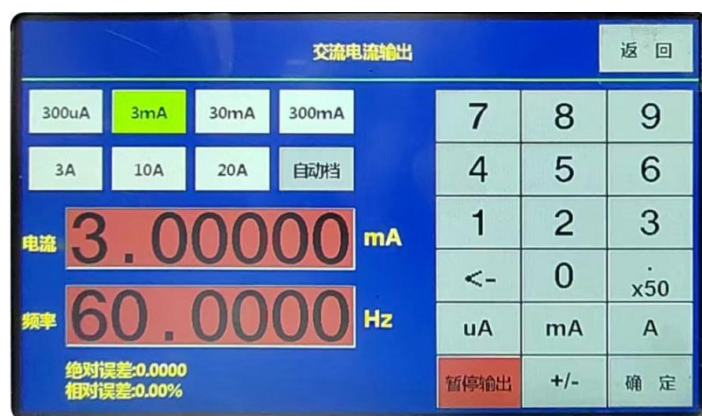 交流电流输出
返 回
300uA 3mA 30mA 300mA
3A 10A 20A 自动档
电流 3.00000 mA
频率 60.0000 Hz
绝对误差:0.0000
相对误差:0.00%
7 8 9
4 5 6
1 2 3
<- 0 .
x50
uA mA A
暂停输出 +/- 确 定